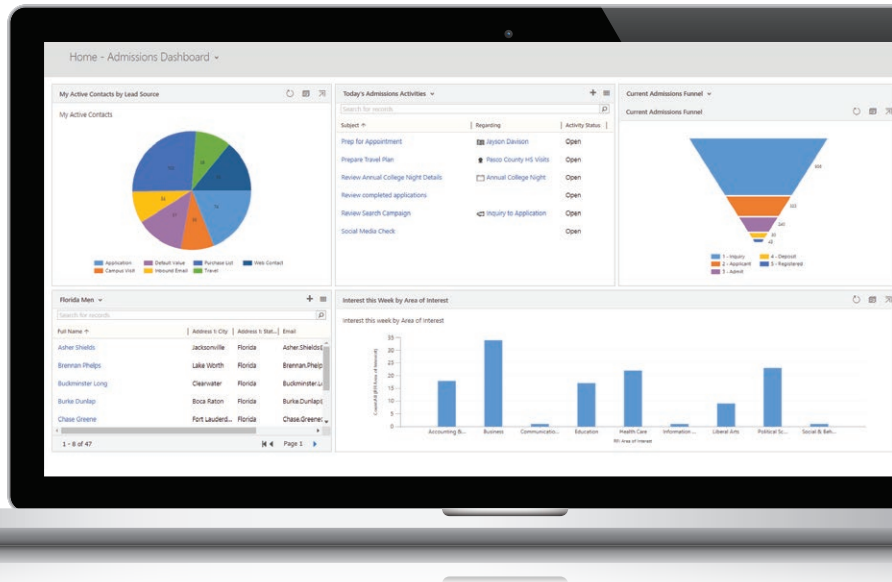 Home - Admissions Dashboard
My Active Contacts by Lead Source
My Active Contacts
Application
Default Value
Purchase List
Web Contact
Campus Visit
Inbound Email
Travel
Today's Admissions Activities
Search for records
Subject
Regarding
Activity Status
Prep for Appointment
Jayson Davison
Open
Prepare Travel Plan
Pasco County HS Visits
Open
Review Annual College Night Details
Annual College Night
Open
Review completed applications
Open
Review Search Campaign
Inquiry to Application
Open
Social Media Check
Open
Current Admissions Funnel
Current Admissions Funnel
1 - Inquiry
4 - Deposit
2 - Applicant
5 - Registered
3 - Admit
Florida Men
Search for records
Full Name
Address 1: City
Address 1: Stat...
Email
Asher Shields
Jacksonville
Florida
Asher.Shields(
Brennan Phelps
Lake Worth
Florida
Brennan.Phelp
Buckminster Long
Clearwater
Florida
Buckminster.L
Burke Dunlap
Boca Raton
Florida
Burke.Dunlap(
Chase Greene
Fort Lauderd...
Florida
Chase.Greene
1 - 8 of 47
Page 1
Interest this Week by Area of Interest
Interest this week by Area of Interest
35
30
25
20
15
10
5
0
Accounting B...
Business
Communicatio...
Education
Health Care
Information ...
Liberal Arts
Political Sc...
Social & Beh...